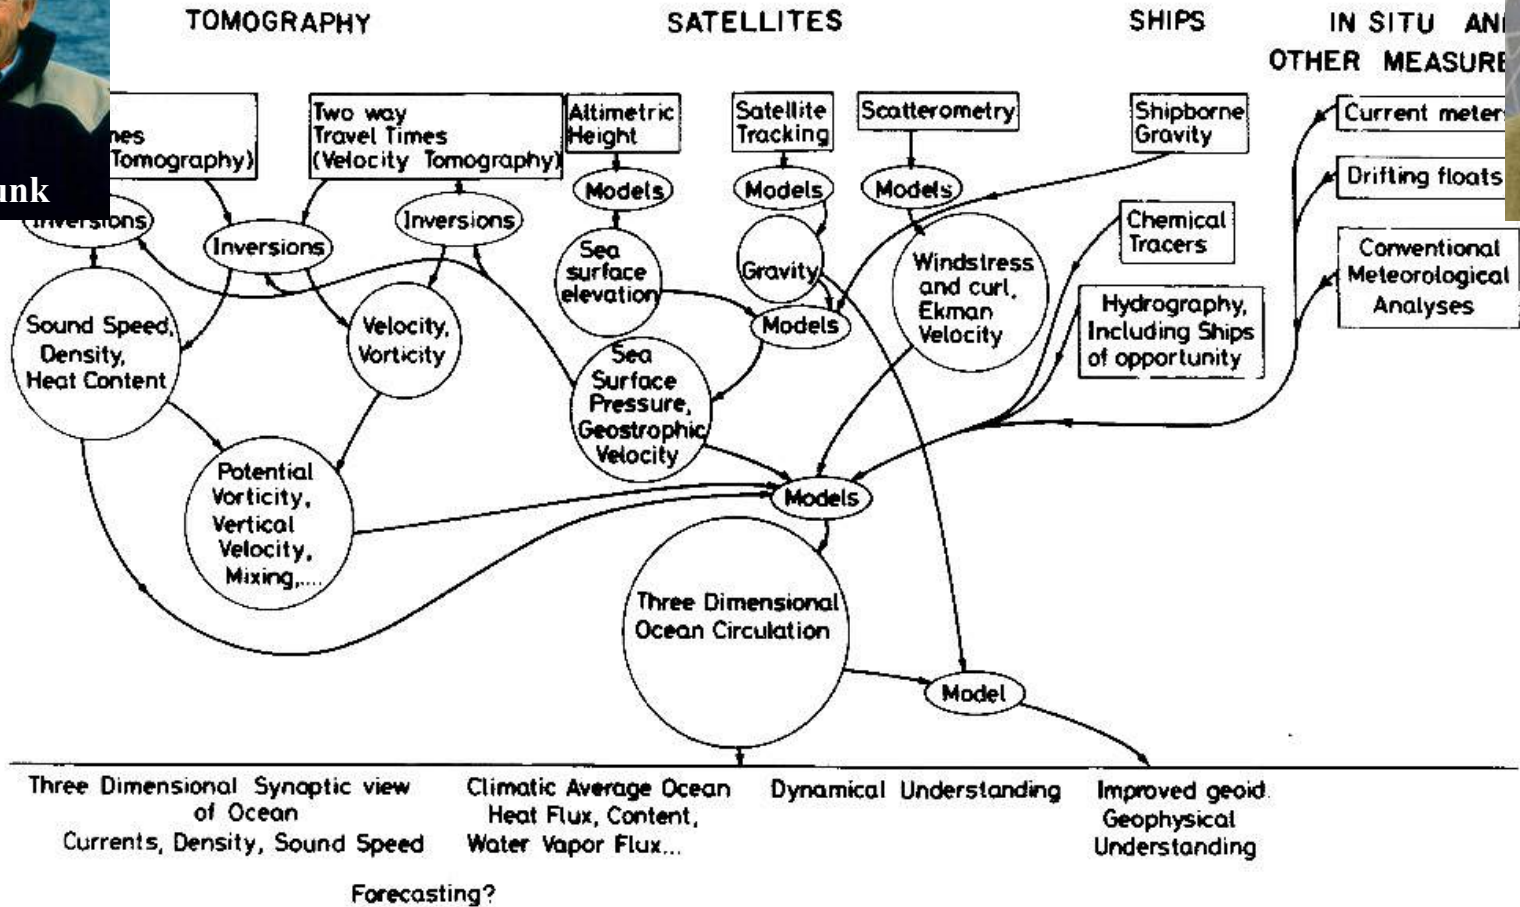 TOMOGRAPHY
SATELLITES
SHIPS
IN SITU
OTHER
Tomography)
Two way
Travel Times
(Velocity Tomography)
Altimetric
Height
Satellite
Tracking
Scatterometry
Shipborne
Gravity
Current meter
Drifting floats
Conventional
Meteorological
Analyses
Chemical
Tracers
Hydrography,
Including Ships
of opportunity
Models
Models
Models
Inversions
Inversions
Inversions
Sea
surface
elevation
Gravity
Windstress
and curl,
Ekman
Velocity
Models
Sound Speed,
Density,
Heat Content
Velocity,
Vorticity
Sea
Surface
Pressure,
Geostrophic
Velocity
Potential
Vorticity,
Vertical
Velocity,
Mixing,....
Models
Three Dimensional
Ocean Circulation
Model
Three Dimensional Synoptic view
of Ocean
Currents, Density, Sound Speed
Climatic Average Ocean
Heat Flux, Content,
Water Vapor Flux...
Dynamical Understanding
Improved geoid.
Geophysical
Understanding
Forecasting?